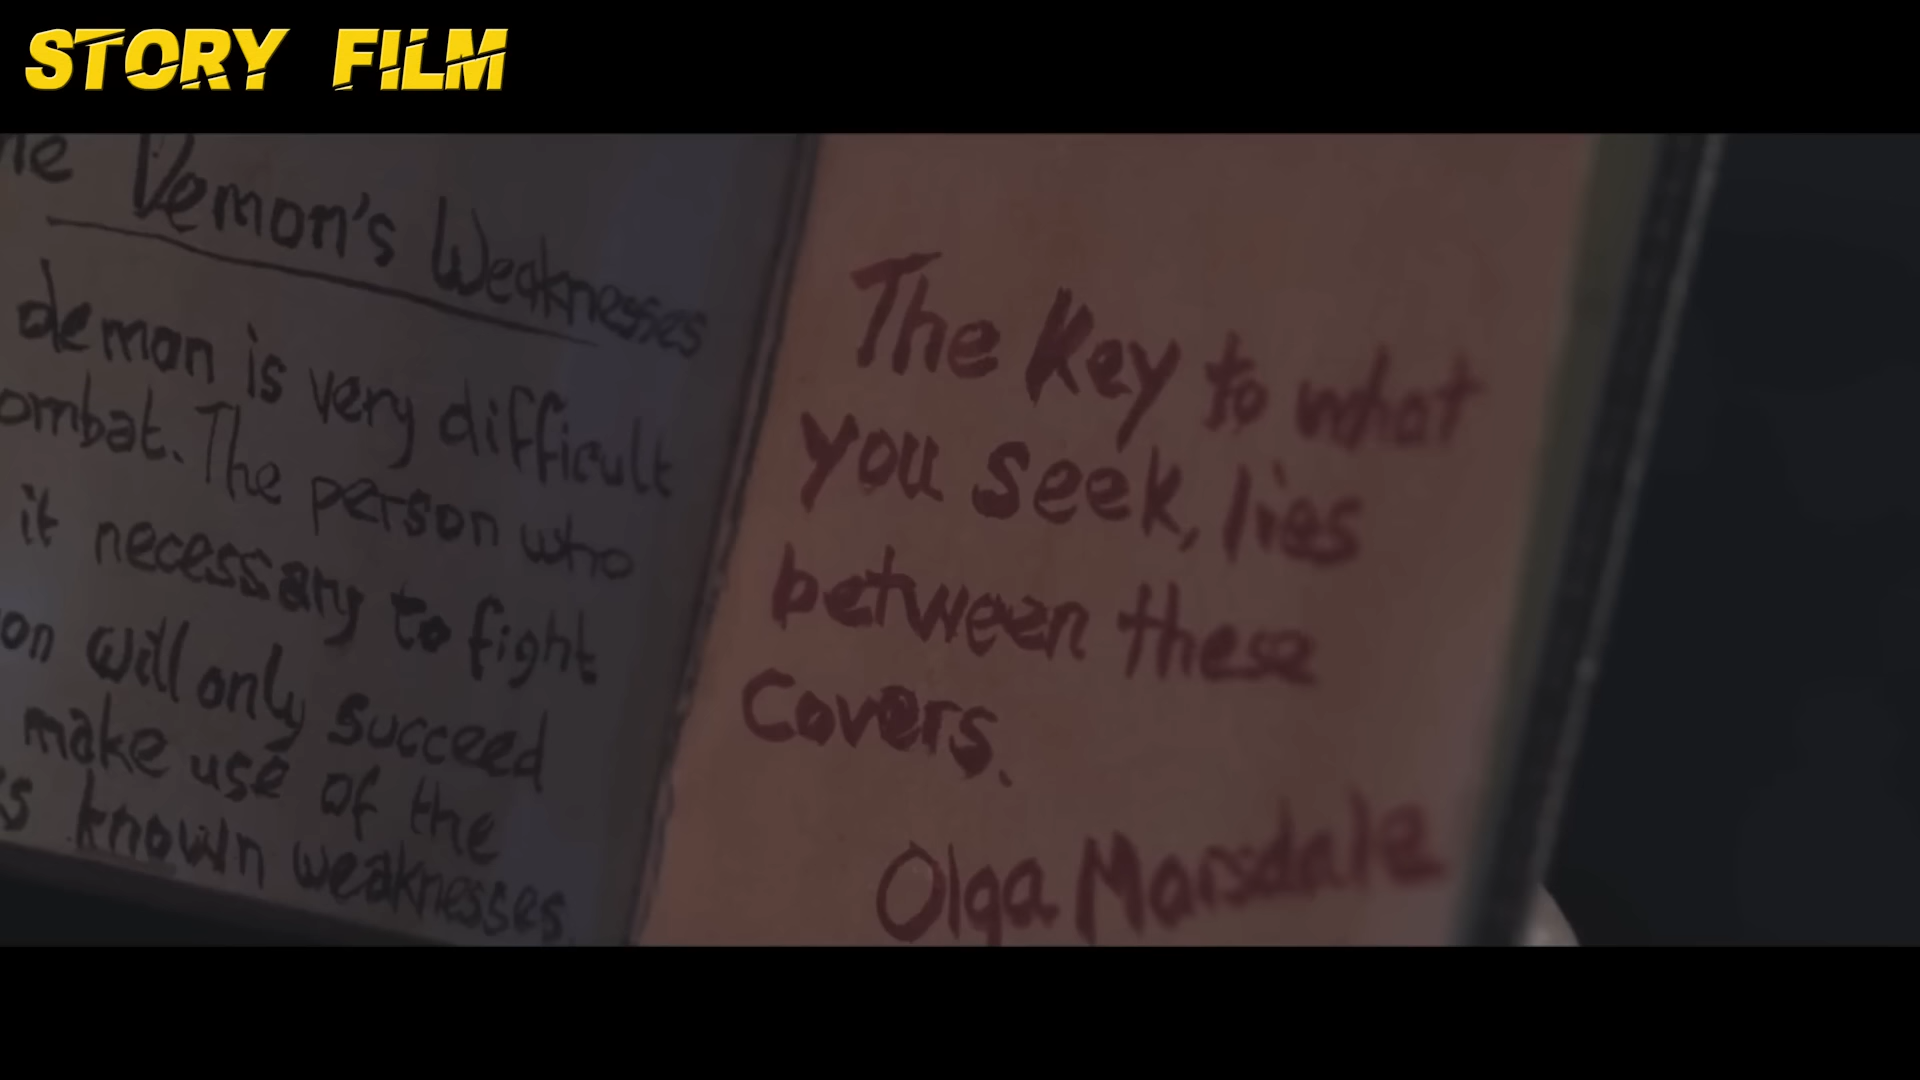 STORY FILM
Demon's Weaknesses
demon is very difficult
ombat. The person who
it necessary to fight
on will only succeed
make use of the
s known weaknesses.
The Key to what
you seek, lies
between these
Covers.
Olga Marsdale